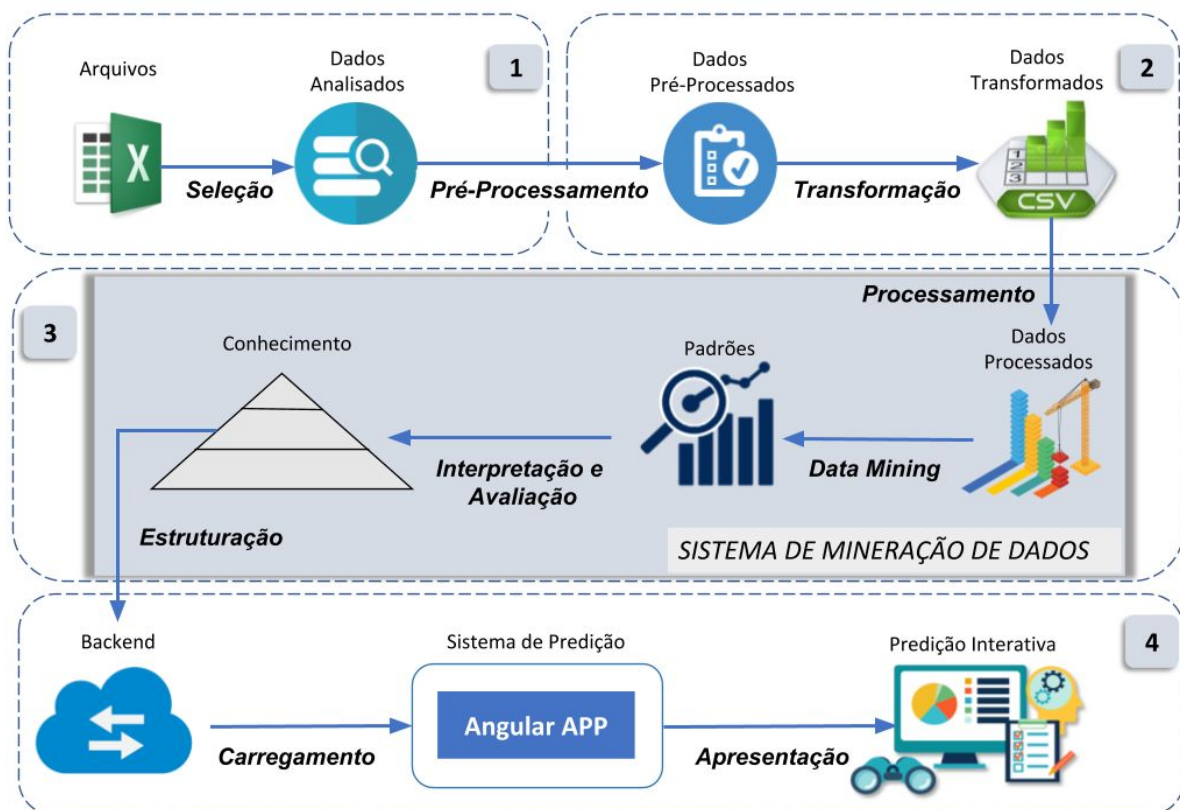 Arquivos
Dados
Analisados
1
Seleção
Pré-Processamento
Dados
Pré-Processados
2
Dados
Transformados
Transformação
1
2
3
CSV
X
Processamento
3
Conhecimento
Padrões
Dados
Processados
Interpretação e
Avaliação
Data Mining
Estruturação
SISTEMA DE MINERAÇÃO DE DADOS
Backend
Sistema de Predição
Predição Interativa
4
Angular APP
Carregamento
Apresentação